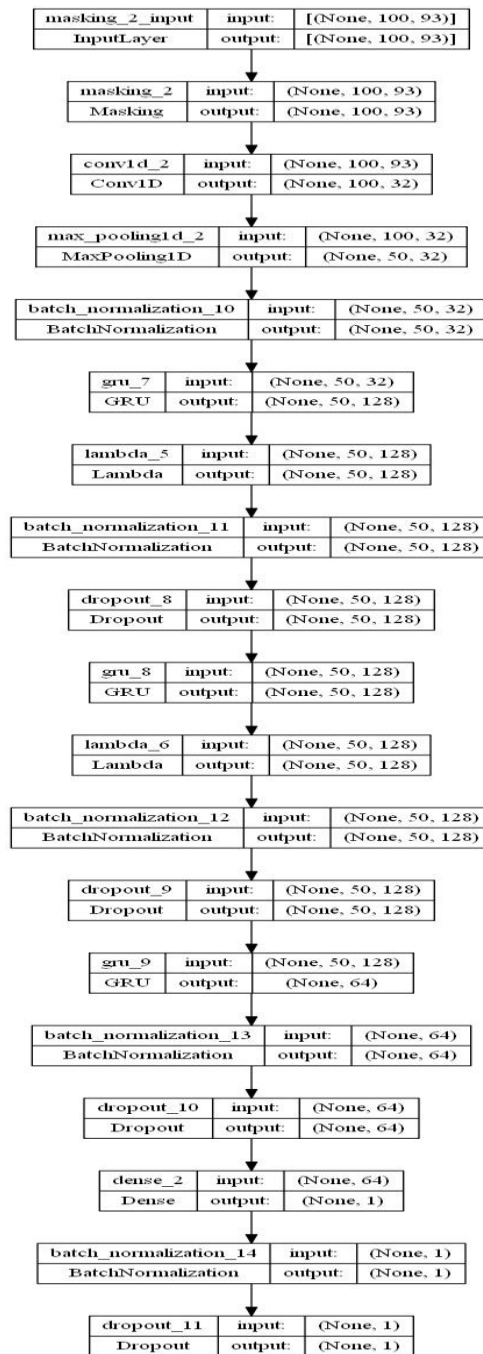 masking_2_input input: [(None, 100, 93)]
InputLayer output: [(None, 100, 93)]
masking_2 input: (None, 100, 93)
Masking output: (None, 100, 93)
conv1d_2 input: (None, 100, 93)
Conv1D output: (None, 100, 32)
max_pooling1d_2 input: (None, 100, 32)
MaxPooling1D output: (None, 50, 32)
batch_normalization_10 input: (None, 50, 32)
BatchNormalization output: (None, 50, 32)
gru_7 input: (None, 50, 32)
GRU output: (None, 50, 128)
lambda_5 input: (None, 50, 128)
Lambda output: (None, 50, 128)
batch_normalization_11 input: (None, 50, 128)
BatchNormalization output: (None, 50, 128)
dropout_8 input: (None, 50, 128)
Dropout output: (None, 50, 128)
gru_8 input: (None, 50, 128)
GRU output: (None, 50, 128)
lambda_6 input: (None, 50, 128)
Lambda output: (None, 50, 128)
batch_normalization_12 input: (None, 50, 128)
BatchNormalization output: (None, 50, 128)
dropout_9 input: (None, 50, 128)
Dropout output: (None, 50, 128)
gru_9 input: (None, 50, 128)
GRU output: (None, 64)
batch_normalization_13 input: (None, 64)
BatchNormalization output: (None, 64)
dropout_10 input: (None, 64)
Dropout output: (None, 64)
dense_2 input: (None, 64)
Dense output: (None, 1)
batch_normalization_14 input: (None, 1)
BatchNormalization output: (None, 1)
dropout_11 input: (None, 1)
Dropout output: (None, 1)